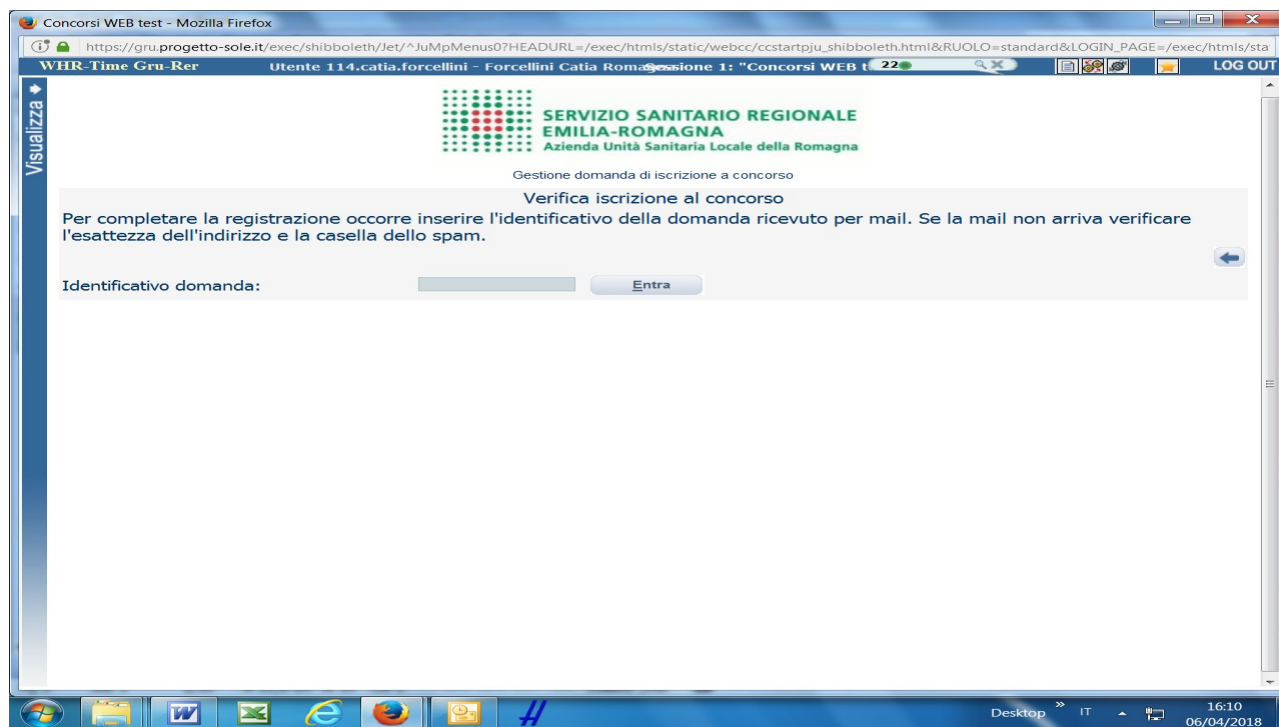 Concorsi WEB test - Mozilla Firefox
https://gru.progetto-sole.it/exec/shibboleth/Jet/^JuMpMenus0?HEADURL=/exec/htmls/static/webcc/ccstartpju_shibboleth.html&RUOLO=standard&LOGIN_PAGE=/exec/htmls/sta
WHR-Time Gru-Rer Utente 114.catia.forcellini - Forcellini Catia 1: "Concorsi WEB t 22 LOG OUT
Visualizza
SERVIZIO SANITARIO REGIONALE
EMILIA-ROMAGNA
Azienda Unità Sanitaria Locale della Romagna
Gestione domanda di iscrizione a concorso
Verifica iscrizione al concorso
Per completare la registrazione occorre inserire l'identificativo della domanda ricevuto per mail. Se la mail non arriva verificare
l'esattezza dell'indirizzo e la casella dello spam.
Identificativo domanda: Entra
Desktop » IT 16:10
06/04/2018